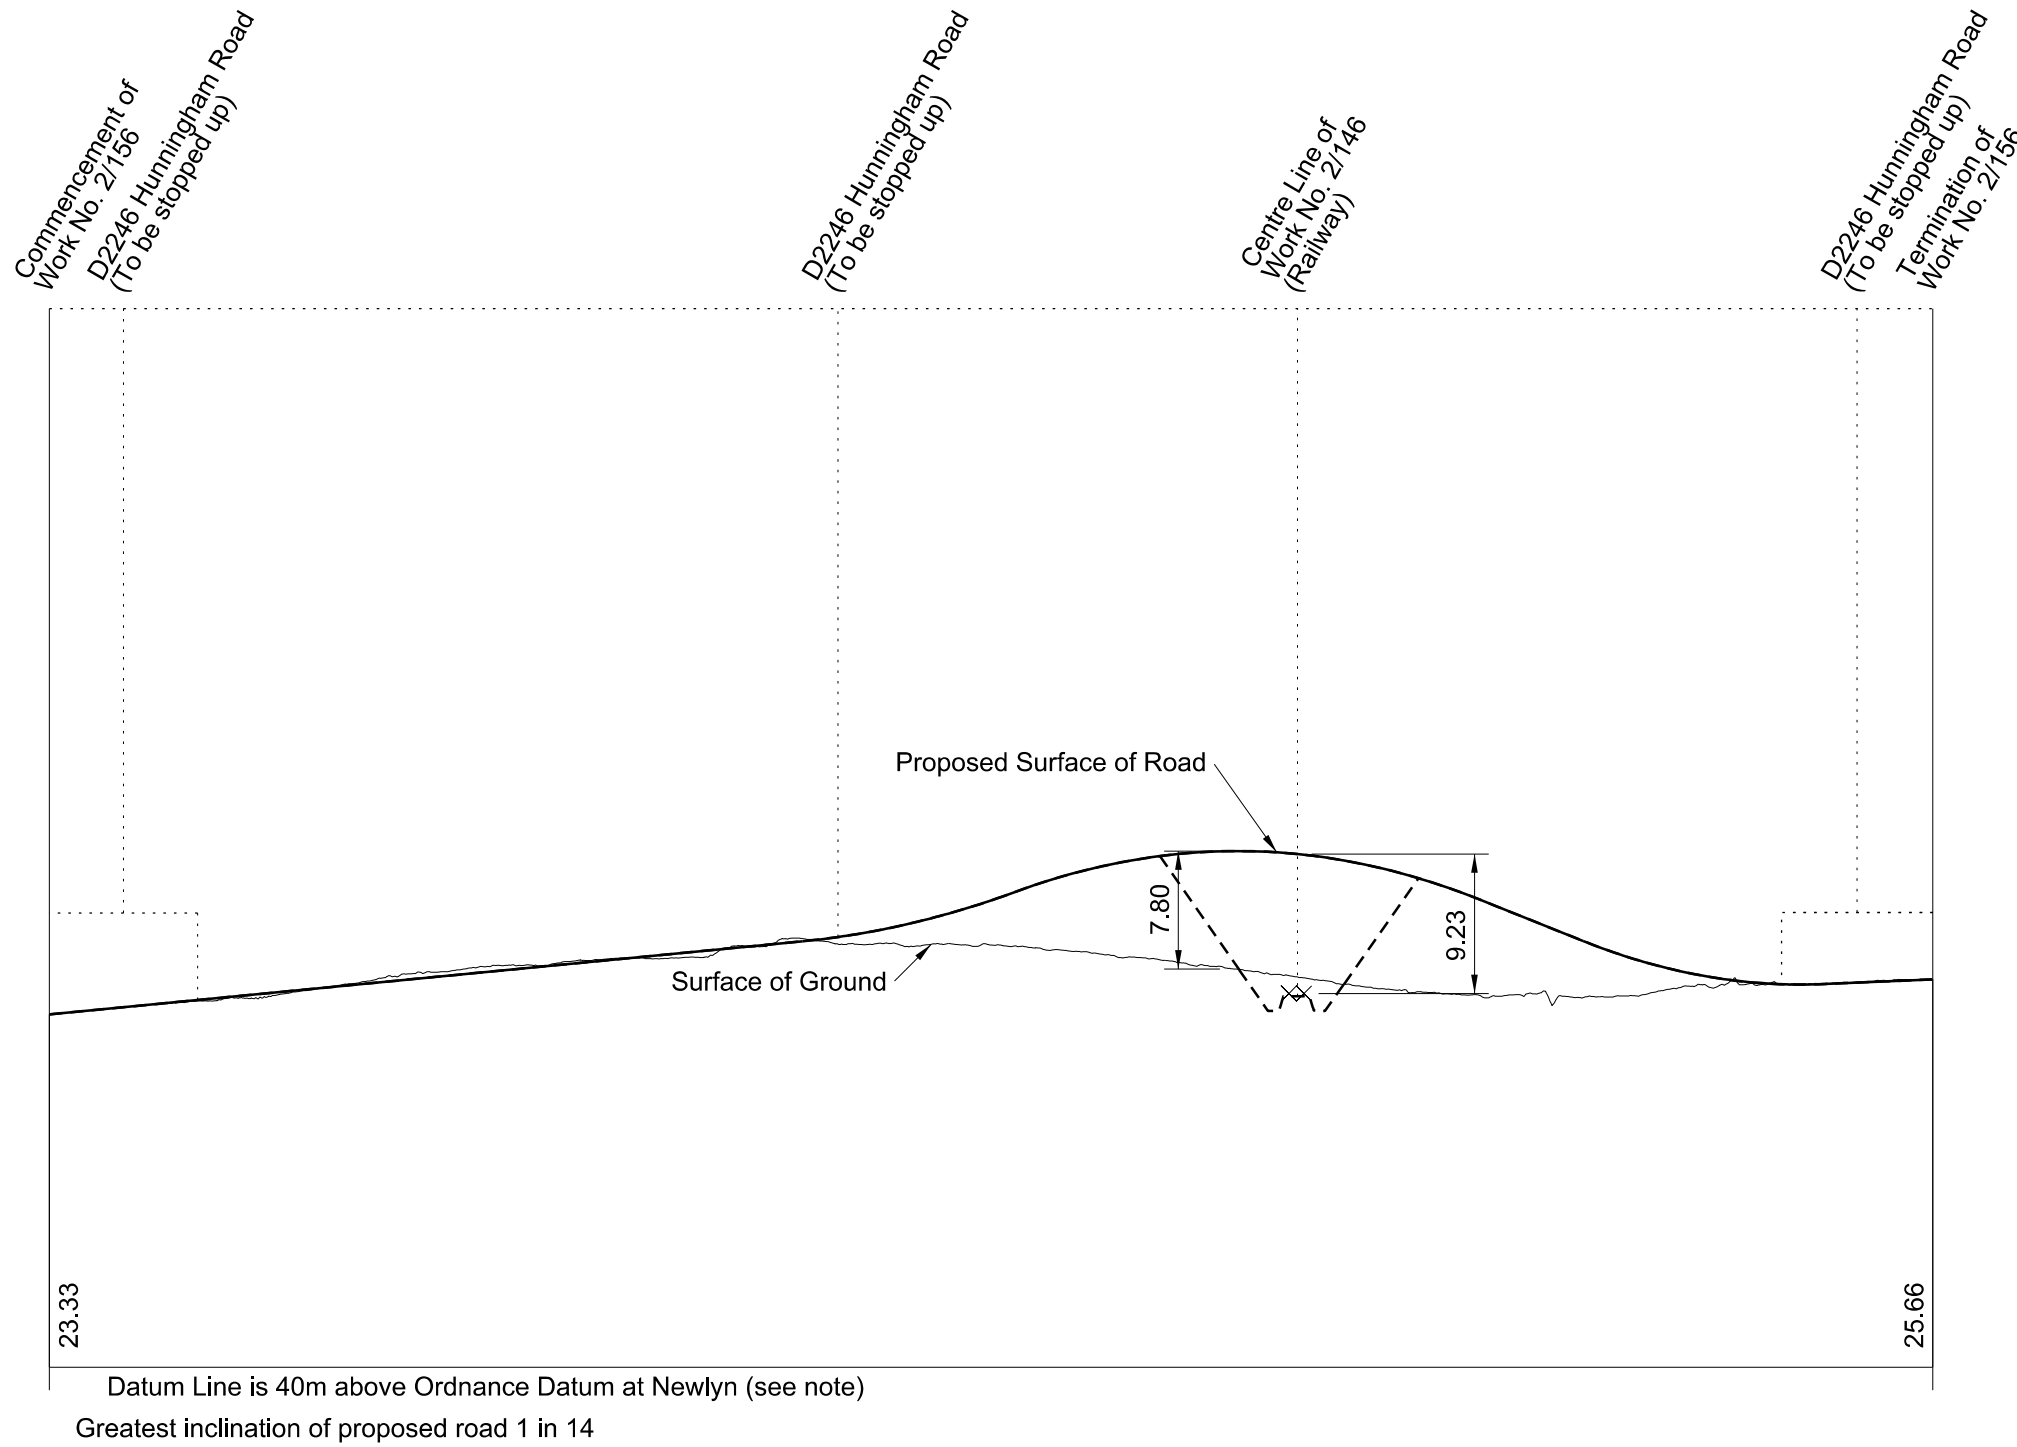 Commencement of
Work No. 2/156
D2246 Hunningham Road
(To be stopped up)
D2246 Hunningham Road
(To be stopped up)
Centre Line of
Work No. 2/146
(Railway)
D2246 Hunningham Road
(To be stopped up)
Termination of
Work No. 2/156
Proposed Surface of Road
7.80
9.23
Surface of Ground
23.33
25.66
Datum Line is 40m above Ordnance Datum at Newlyn (see note)
Greatest inclination of proposed road 1 in 14